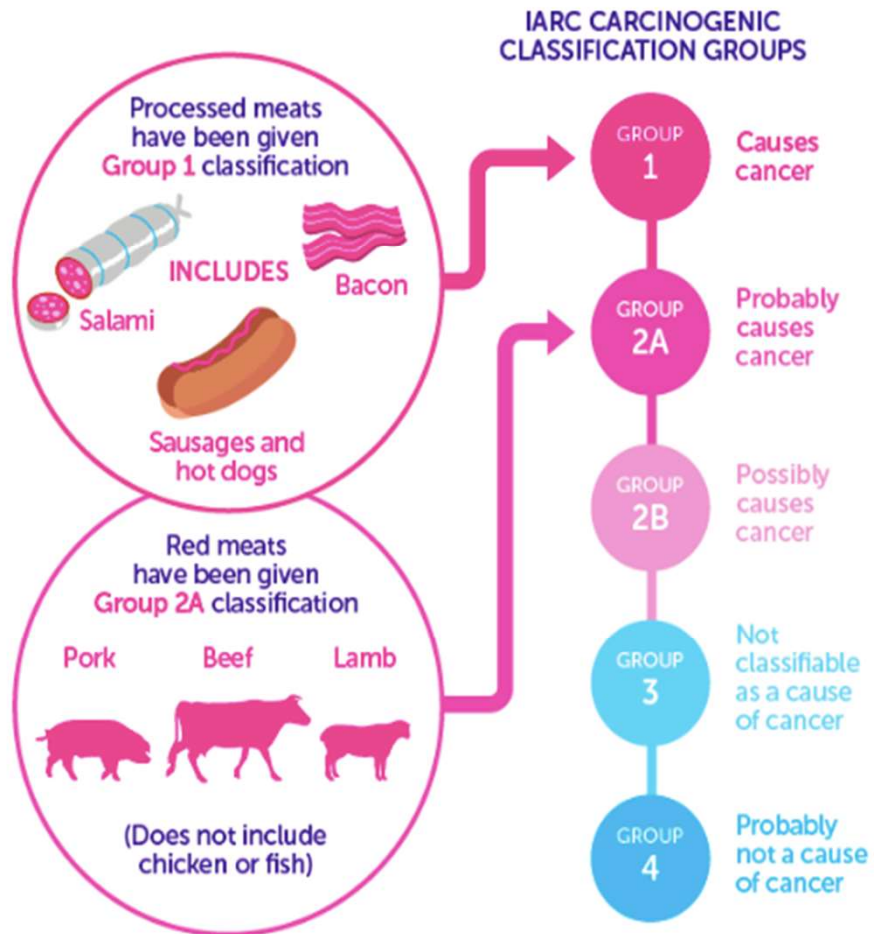 IARC CARCINOGENIC
CLASSIFICATION GROUPS
Processed meats
have been given
Group 1 classification
INCLUDES
Salami
Bacon
Sausages and
hot dogs
Red meats
have been given
Group 2A classification
Pork
Beef
Lamb
(Does not include
chicken or fish)
GROUP
1
Causes
cancer
GROUP
2A
Probably
causes
cancer
GROUP
2B
Possibly
causes
cancer
GROUP
3
Not
classifiable
as a cause
of cancer
GROUP
4
Probably
not a cause
of cancer